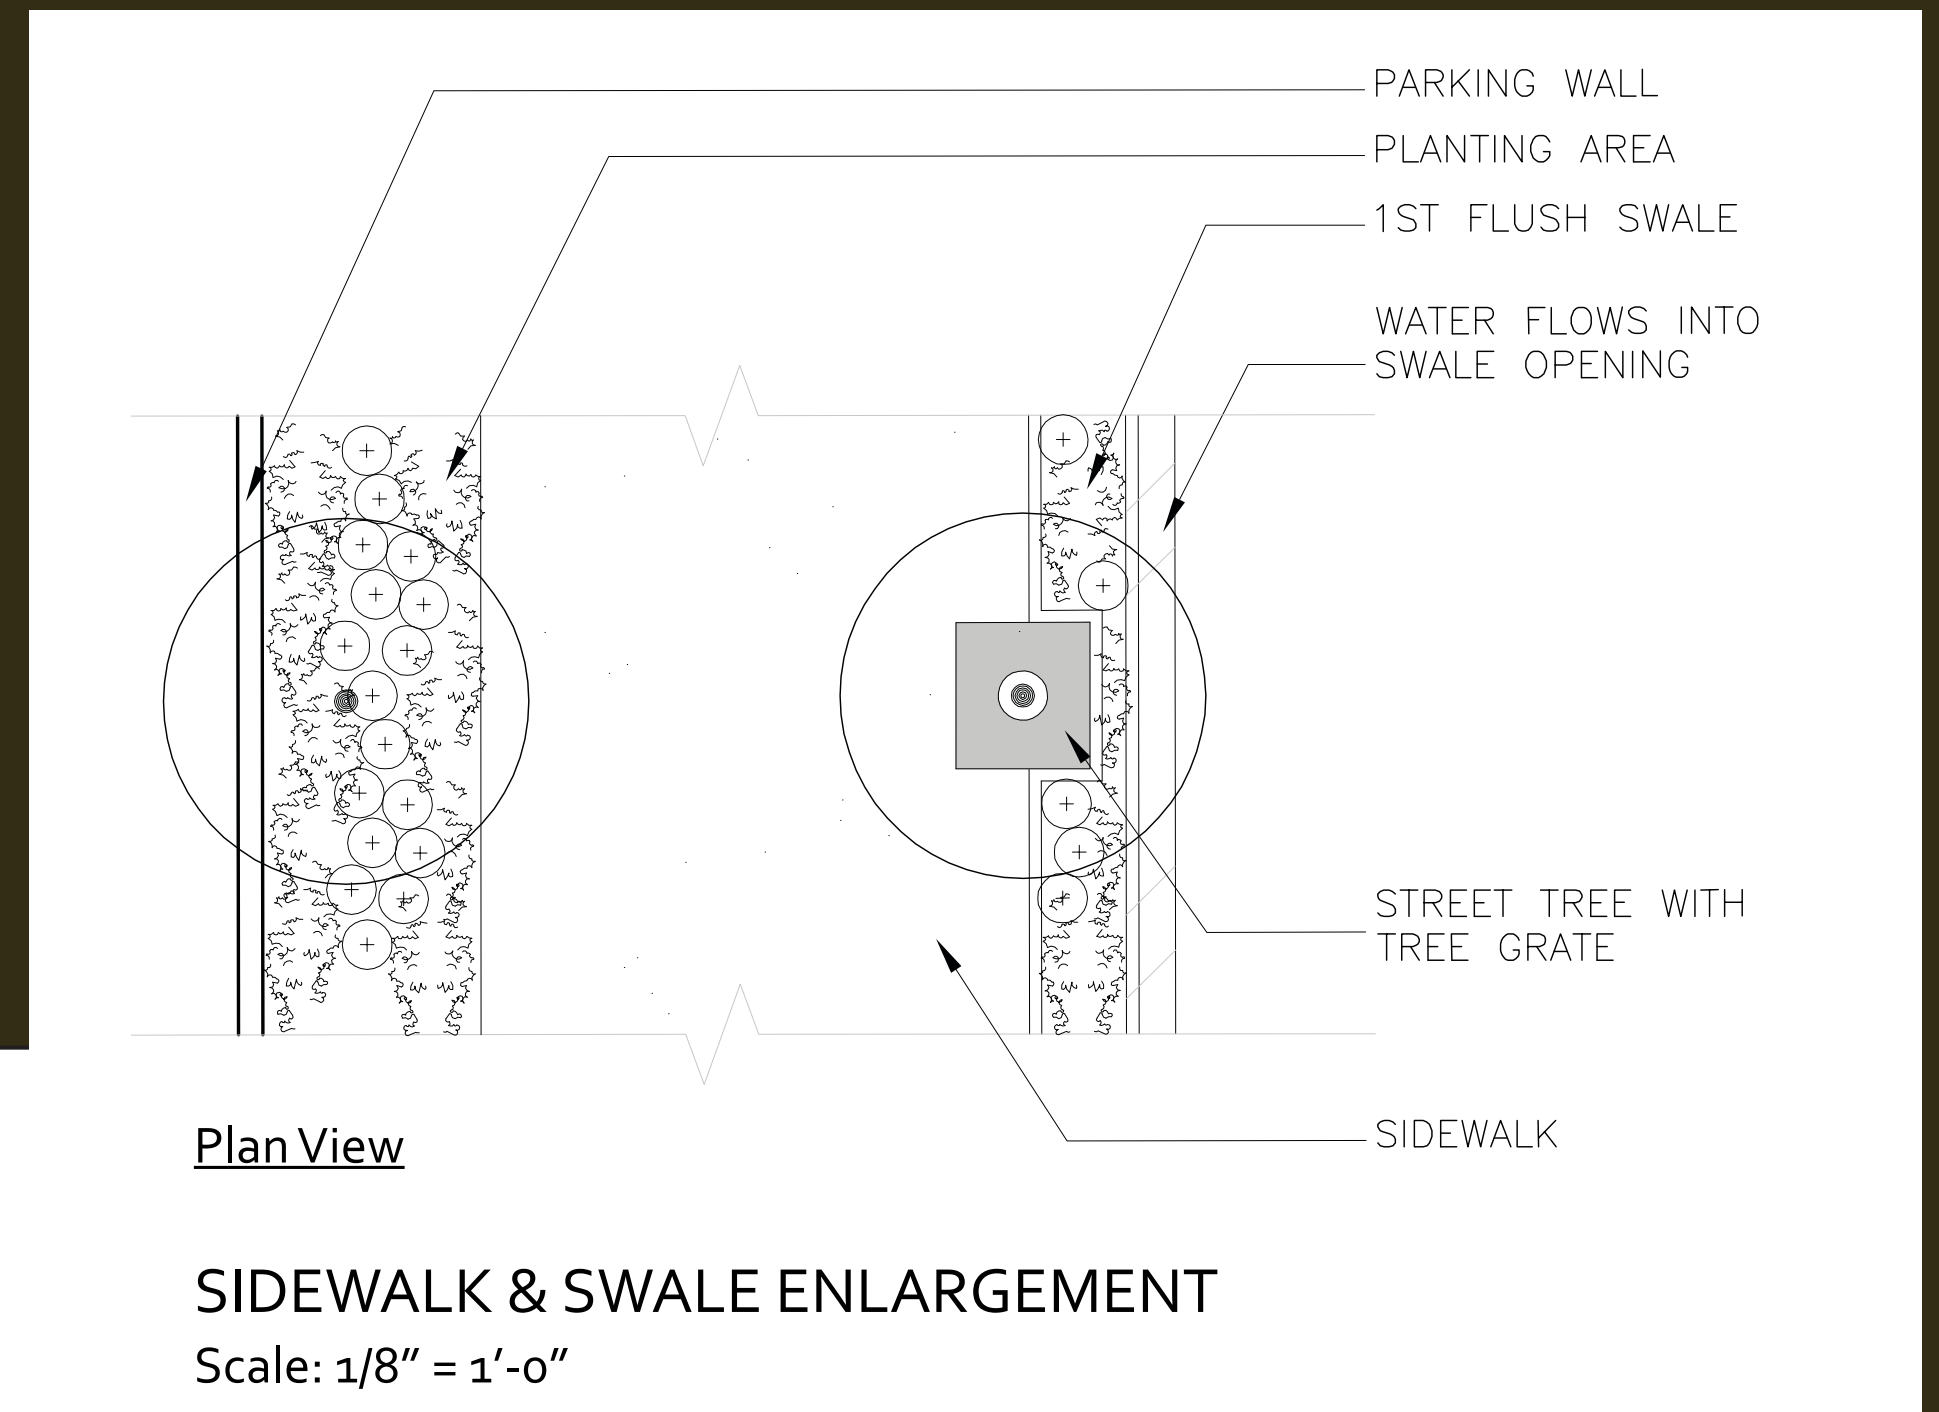 PARKING WALL
PLANTING AREA
1ST FLUSH SWALE
WATER FLOWS INTO
SWALE OPENING
STREET TREE WITH
TREE GRATE
SIDEWALK
Plan View
SIDEWALK & SWALE ENLARGEMENT
Scale: 1/8” = 1’-0”